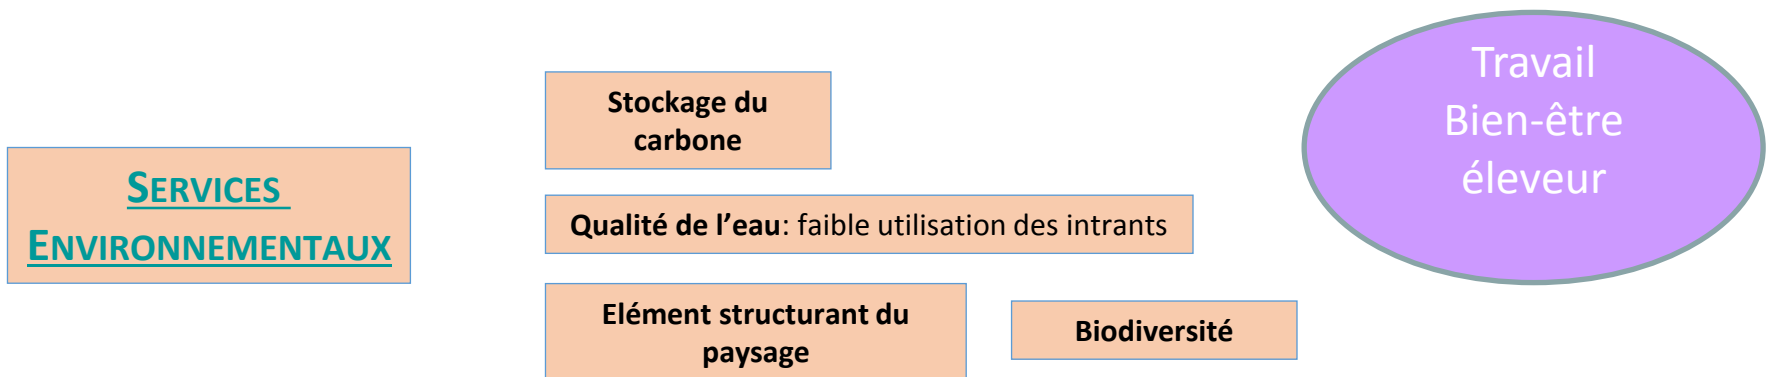 SERVICES
ENVIRONNEMENTAUX
Stockage du
carbone
Qualité de l’eau: faible utilisation des intrants
Elément structurant du
paysage
Biodiversité
Travail
Bien-être
éleveur